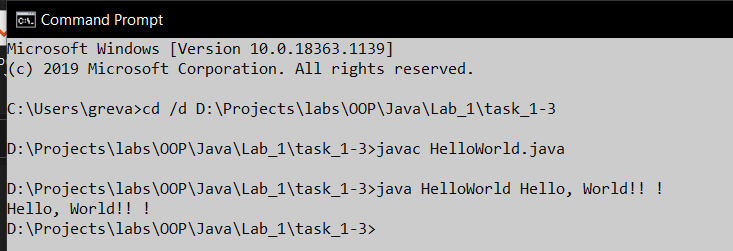 Command Prompt
Microsoft Windows [Version 10.0.18363.1139]
(c) 2019 Microsoft Corporation. All rights reserved.
C:\Users\greva>cd /d D:\Projects\labs\OOP\Java\Lab_1\task_1-3
D:\Projects\labs\OOP\Java\Lab_1\task_1-3>javac HelloWorld.java
D:\Projects\labs\OOP\Java\Lab_1\task_1-3>java HelloWorld Hello, World!! !
Hello, World!! !
D:\Projects\labs\OOP\Java\Lab_1\task_1-3>